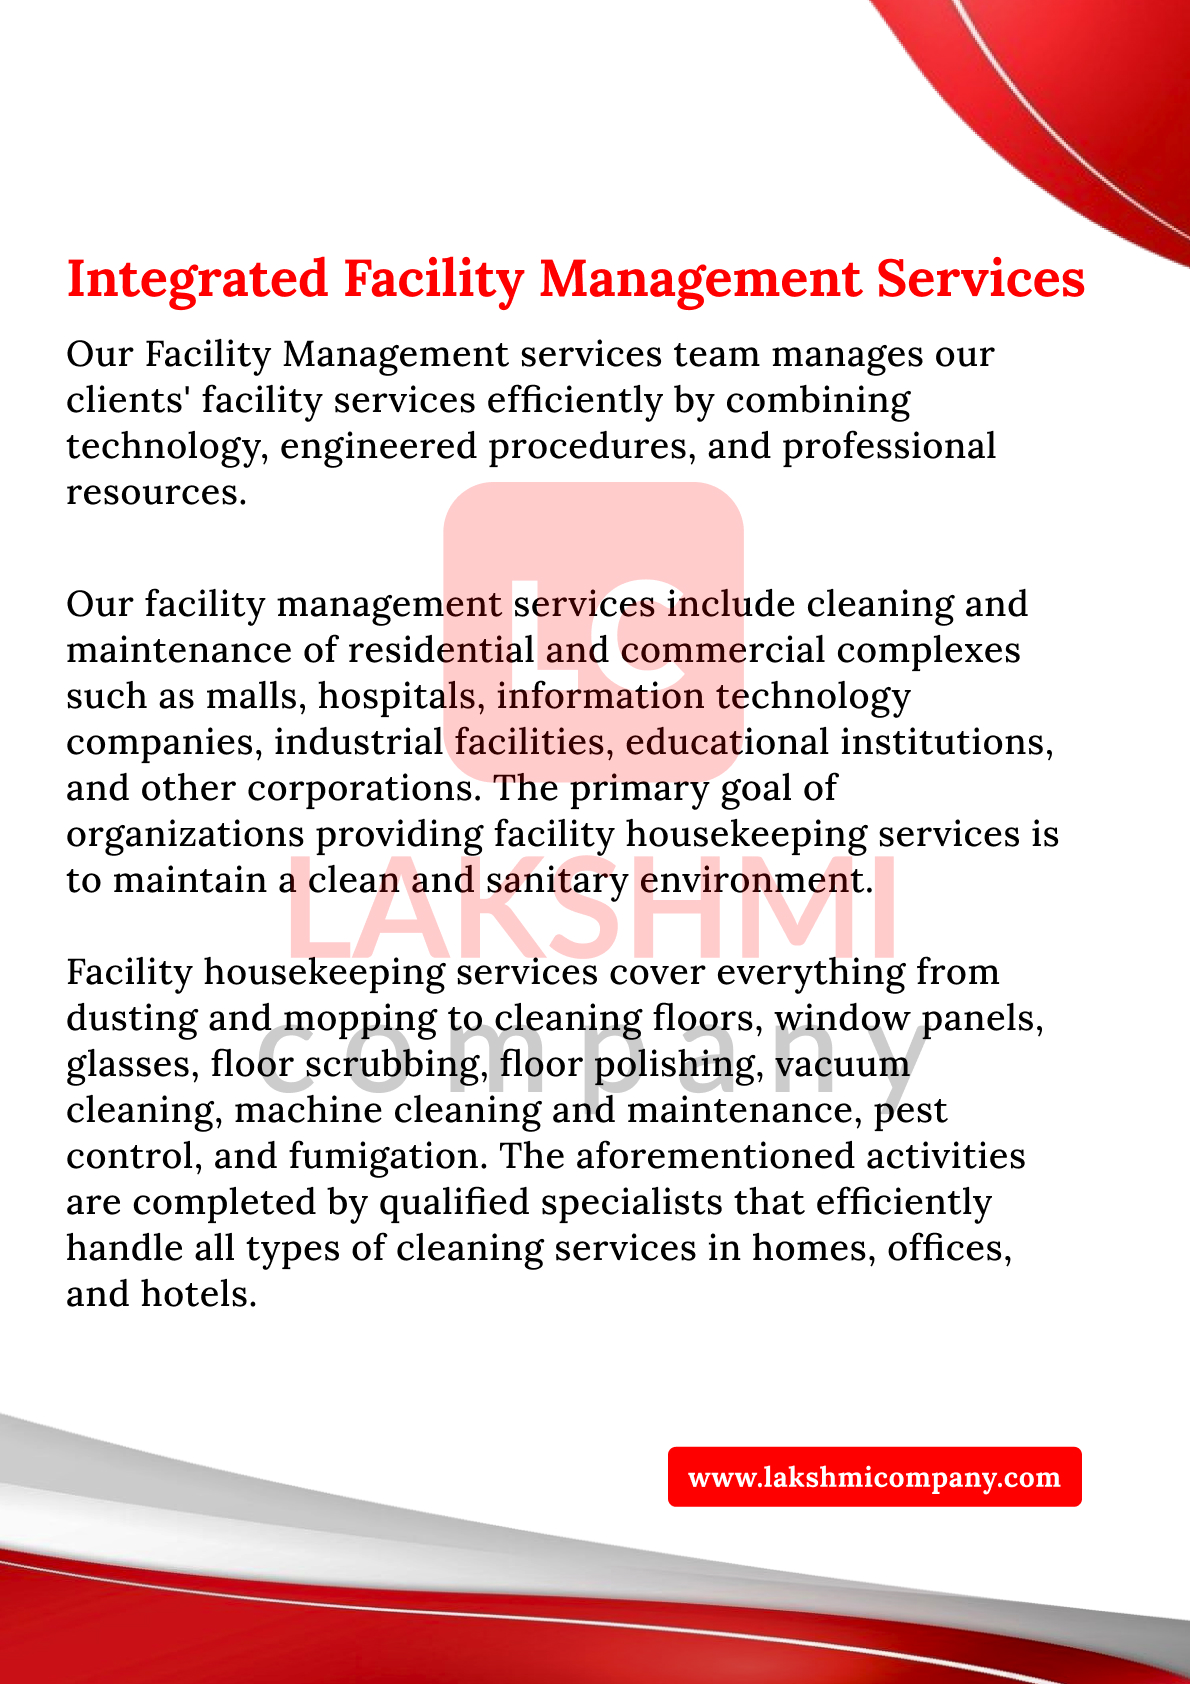 Integrated Facility Management Services
Our Facility Management services team manages our
clients' facility services efficiently by combining
technology, engineered procedures, and professional
resources.
Our facility management services include cleaning and
maintenance of residential and commercial complexes
such as malls, hospitals, information technology
companies, industrial facilities, educational institutions,
and other corporations. The primary goal of
organizations providing facility housekeeping services is
to maintain a clean and sanitary environment.
Facility housekeeping services cover everything from
dusting and mopping to cleaning floors, window panels,
glasses, floor scrubbing, floor polishing, vacuum
cleaning, machine cleaning and maintenance, pest
control, and fumigation. The aforementioned activities
are completed by qualified specialists that efficiently
handle all types of cleaning services in homes, offices,
and hotels.
LC
LAKSHMI
company
www.lakshmicompany.com